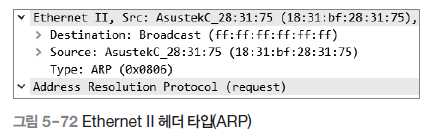 Ethernet II, Src: AsustekC_28:31:75 (18:31:bf:28:31:75),
Destination: Broadcast (ff:ff:ff:ff:ff:ff)
Source: AsustekC_28:31:75 (18:31:bf:28:31:75)
Type: ARP (0x0806)
Address Resolution Protocol (request)
그림 5-72 Ethernet II 헤더 타입(ARP)